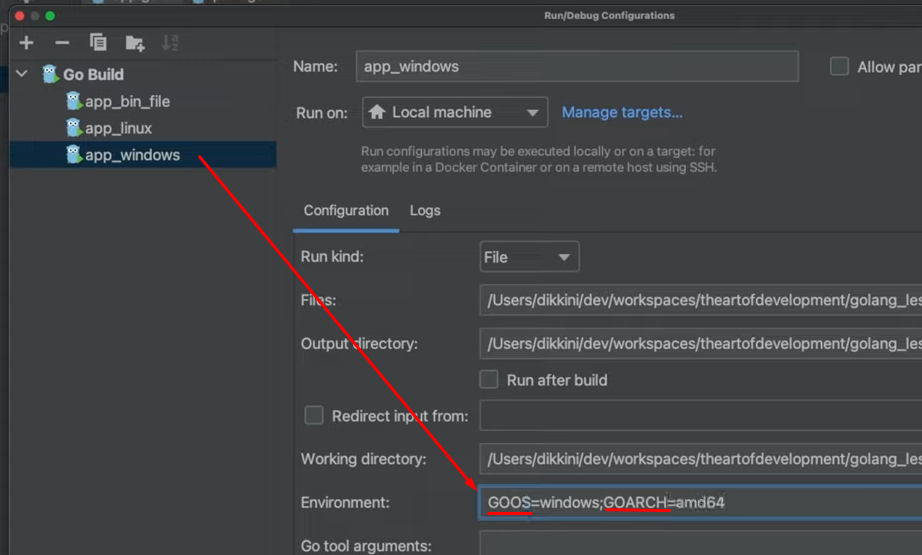 Run/Debug Configurations
Go Build
app_bin_file
app_linux
app_windows
Name: app_windows
Allow par
Run on: Local machine Manage targets...
Run configurations may be executed locally or on a target: for
example in a Docker Container or on a remote host using SSH.
Configuration Logs
Run kind: File
Files: /Users/dikkini/dev/workspaces/theartofdevelopment/golang_les
Output directory: /Users/dikkini/dev/workspaces/theartofdevelopment/golang_les
Run after build
Redirect input from:
Working directory: /Users/dikkini/dev/workspaces/theartofdevelopment/golang_les
Environment: GOOS=windows;GOARCH=amd64
Go tool arguments: